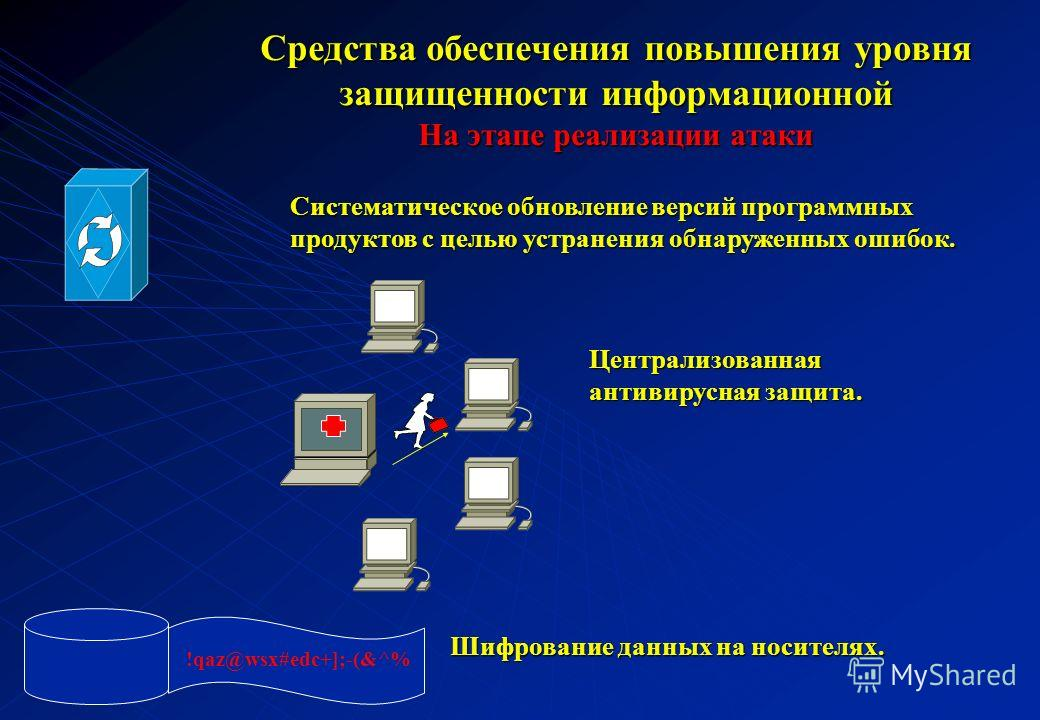 Средства обеспечения повышения уровня
защищенности информационной
На этапе реализации атаки
Систематическое обновление версий программных
продуктов с целью устранения обнаруженных ошибок.
Централизованная
антивирусная защита.
!qaz@wsx#edc+];-(&^%
Шифрование данных на носителях.
MyShared